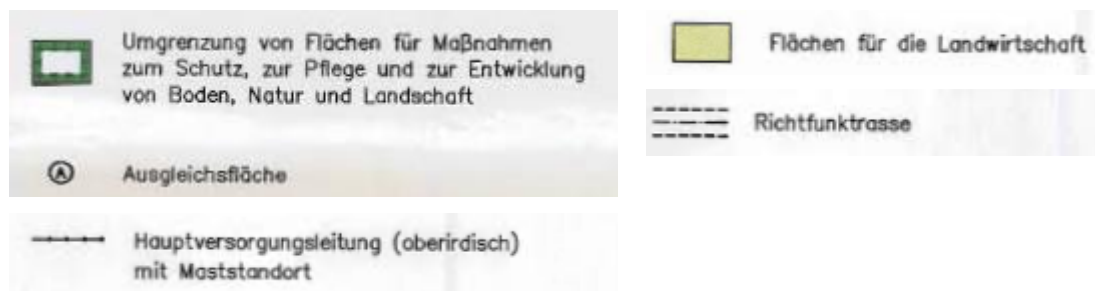 Umgrenzung von Flächen für Maßnahmen
zum Schutz, zur Pflege und zur Entwicklung
von Boden, Natur und Landschaft
A Ausgleichsfläche
Hauptversorgungsleitung (oberirdisch)
mit Maststandort
Flächen für die Landwirtschaft
Richtfunktrasse